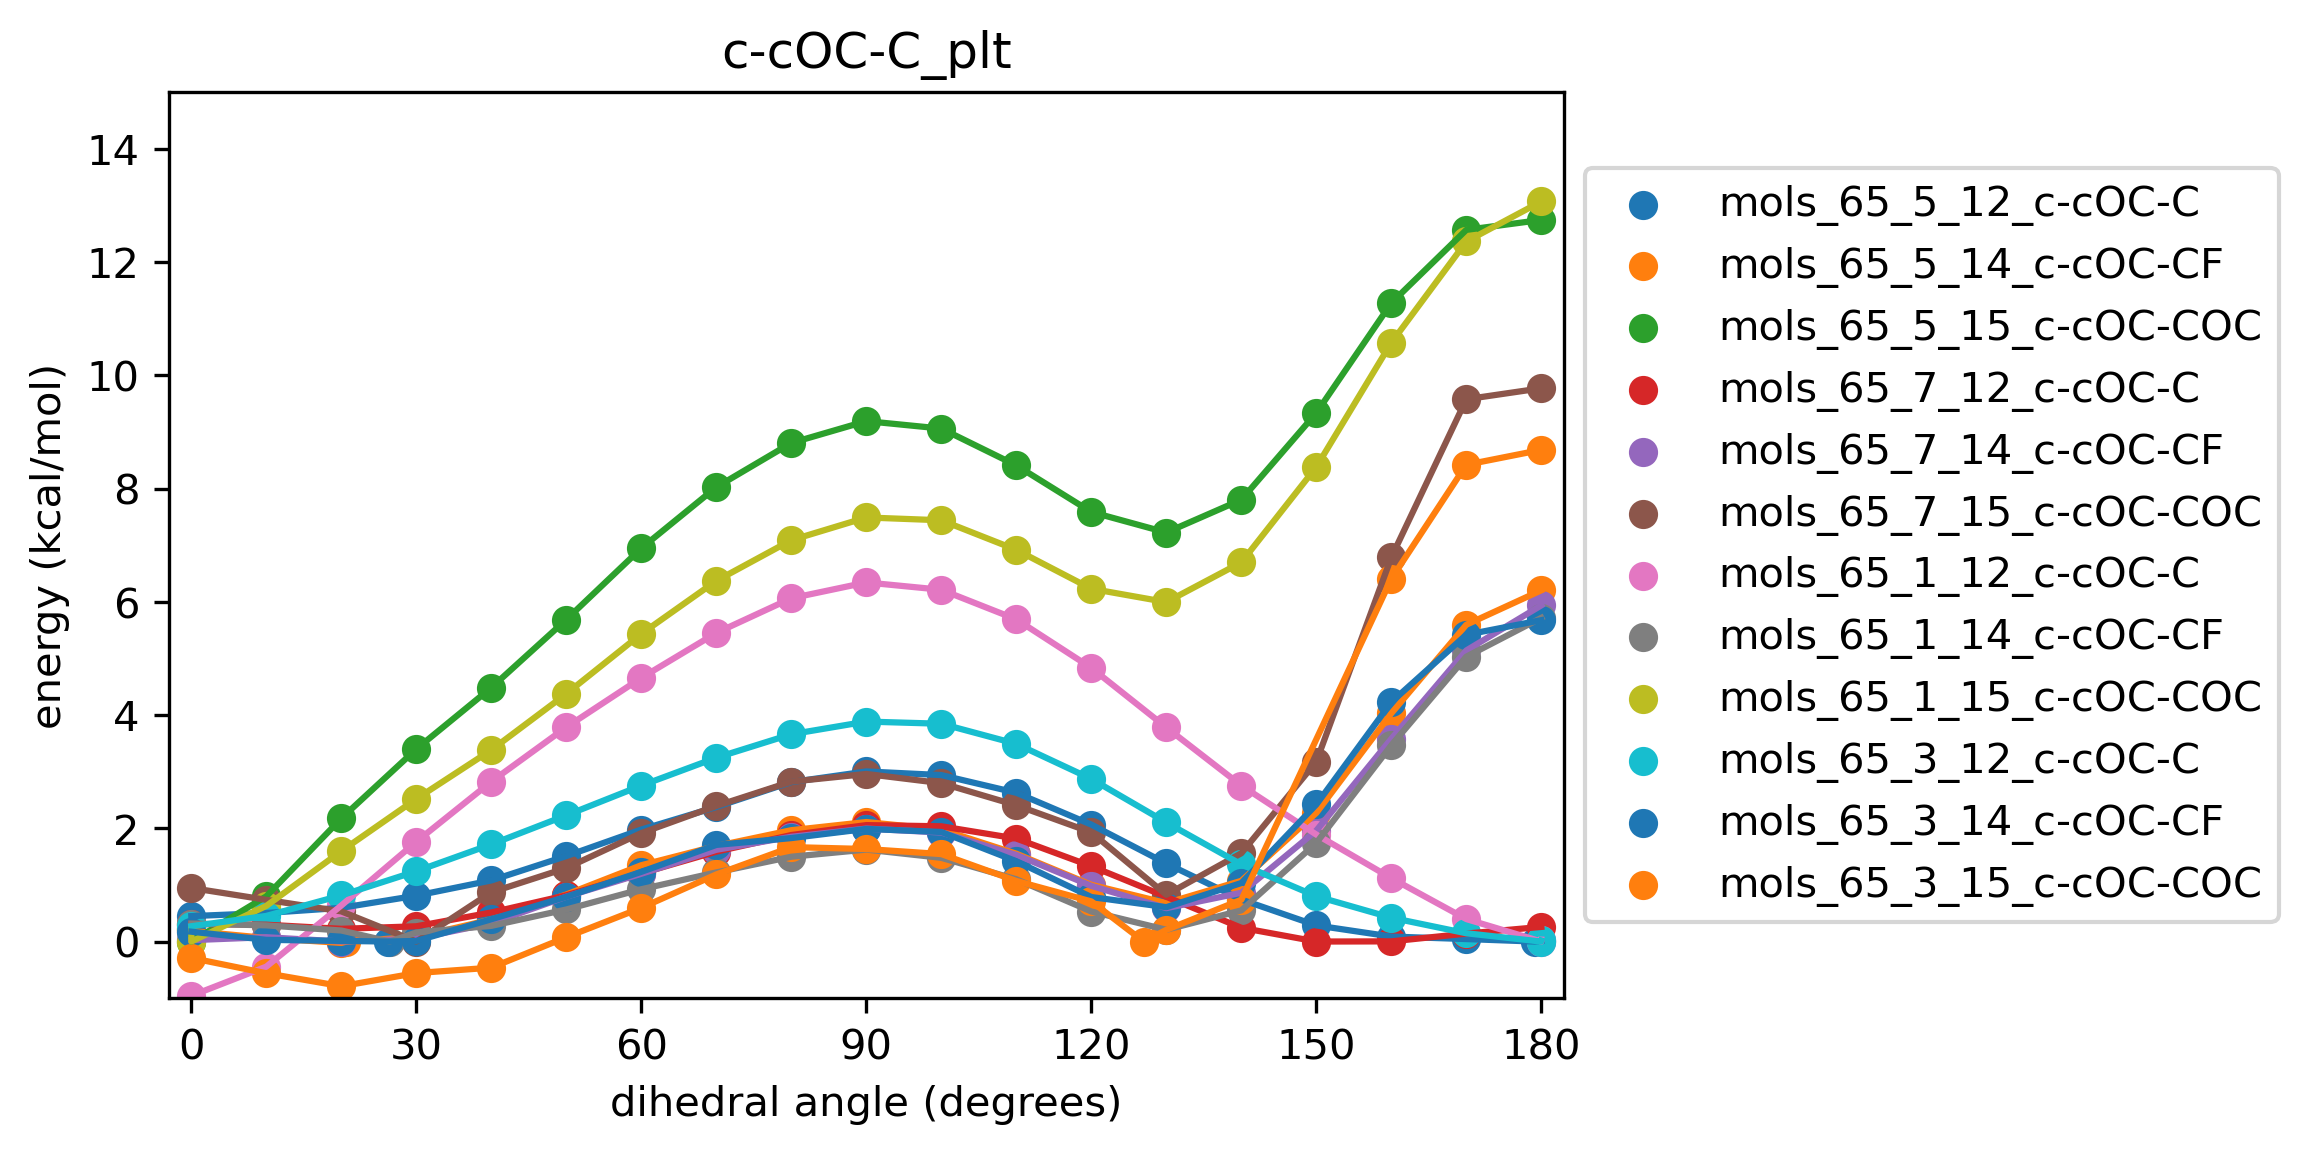 c-cOC-C_plt
14
12
10
8
6
4
2
0
energy (kcal/mol)
0 30 60 90 120 150 180
dihedral angle (degrees)
mols_65_5_12_c-cOC-C
mols_65_5_14_c-cOC-CF
mols_65_5_15_c-cOC-COC
mols_65_7_12_c-cOC-C
mols_65_7_14_c-cOC-CF
mols_65_7_15_c-cOC-COC
mols_65_1_12_c-cOC-C
mols_65_1_14_c-cOC-CF
mols_65_1_15_c-cOC-COC
mols_65_3_12_c-cOC-C
mols_65_3_14_c-cOC-CF
mols_65_3_15_c-cOC-COC